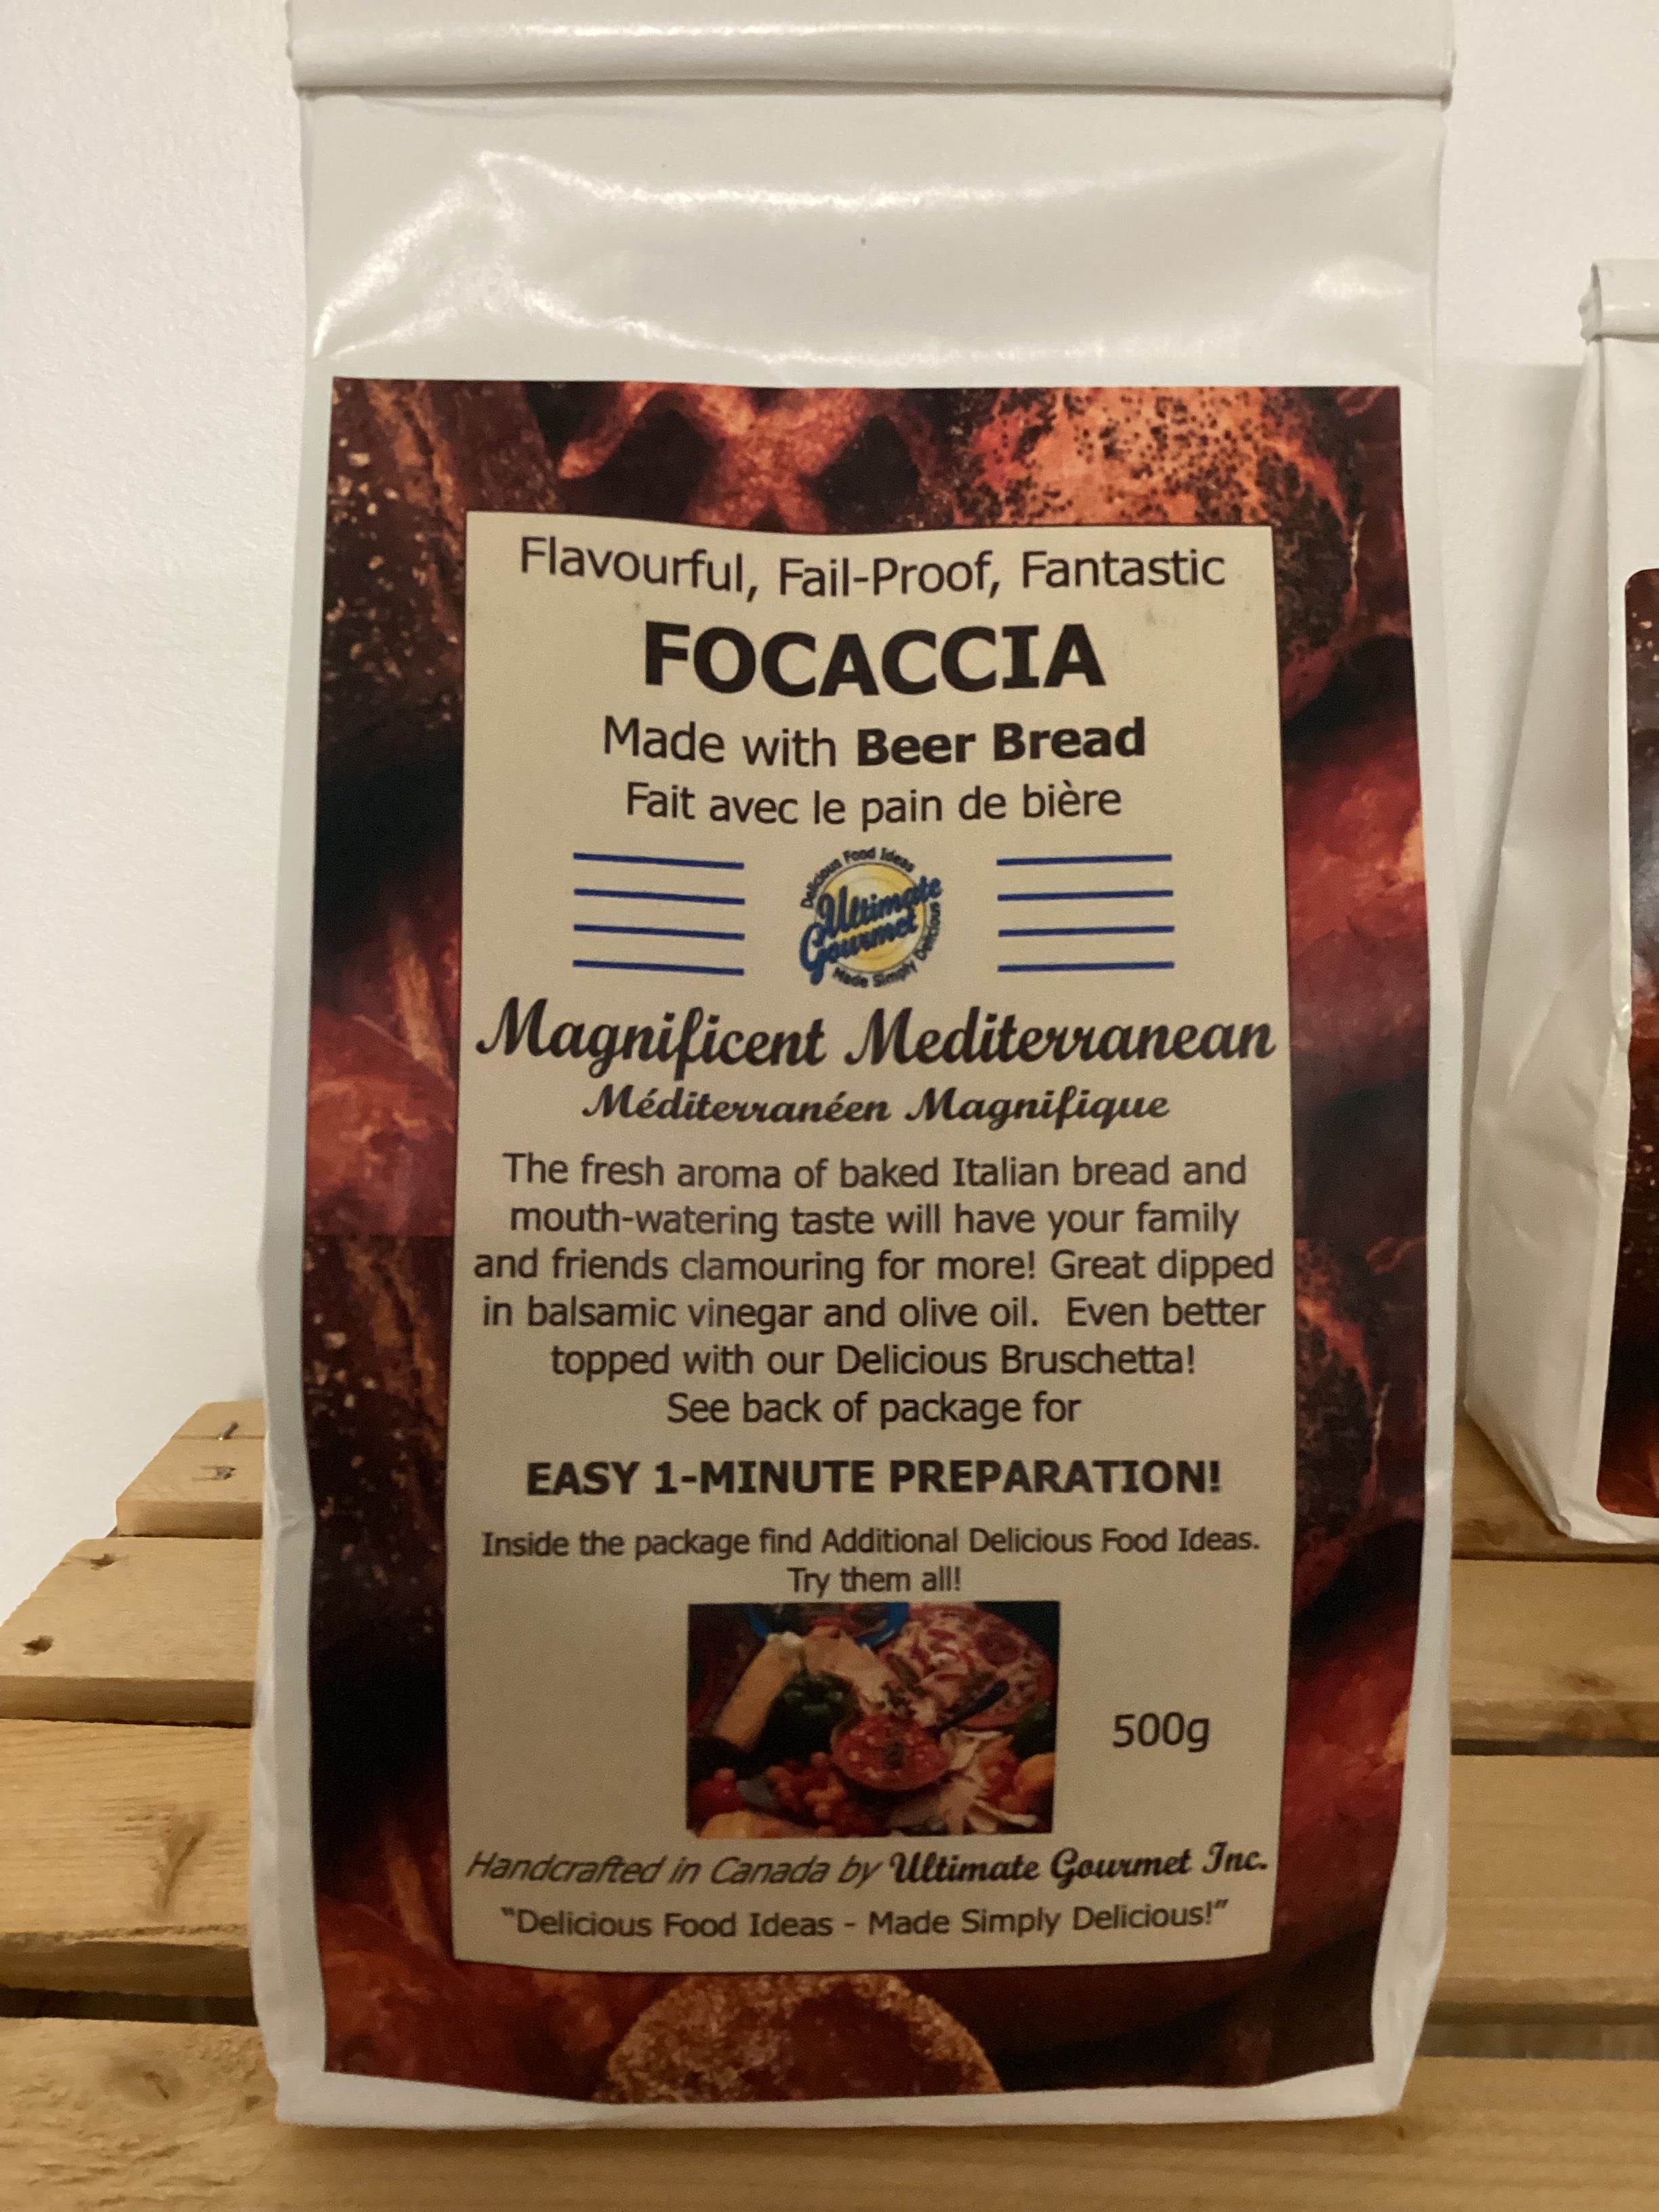 Flavourful, Fail-Proof, Fantastic
FOCACCIA
Made with Beer Bread
Fait avec le pain de bière
Delicious Food Ideas
Ultimate
Gourmet
Made Simply Delicious
Magnificent Mediterranean
Méditerranéen Magnifique
The fresh aroma of baked Italian bread and
mouth-watering taste will have your family
and friends clamouring for more! Great dipped
in balsamic vinegar and olive oil.  Even better
topped with our Delicious Bruschetta!
See back of package for
EASY 1-MINUTE PREPARATION!
Inside the package find Additional Delicious Food Ideas.
Try them all!
500g
Handcrafted in Canada by Ultimate Gourmet Inc.
"Delicious Food Ideas - Made Simply Delicious!"